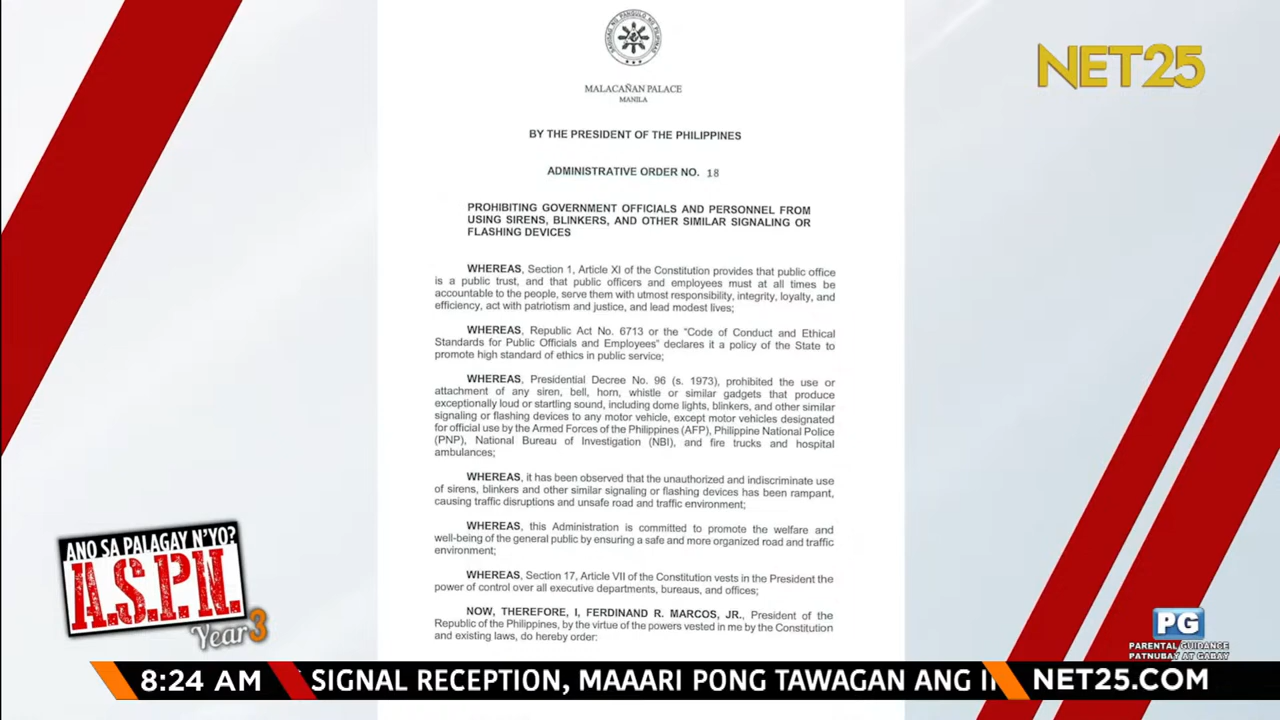 MALACAÑAN PALACE
MANILA
BY THE PRESIDENT OF THE PHILIPPINES
ADMINISTRATIVE ORDER NO. 18
PROHIBITING GOVERNMENT OFFICIALS AND PERSONNEL FROM
USING SIRENS, BLINKERS, AND OTHER SIMILAR SIGNALING OR
FLASHING DEVICES
WHEREAS, Section 1, Article XI of the Constitution provides that public office
is a public trust, and that public officers and employees must at all times be
accountable to the people, serve them with utmost responsibility, integrity, loyalty, and
efficiency, act with patriotism and justice, and lead modest lives;
WHEREAS, Republic Act No. 6713 or the “Code of Conduct and Ethical
Standards for Public Officials and Employees” declares it a policy of the State to
promote high standard of ethics in public service;
WHEREAS, Presidential Decree No. 96 (s. 1973), prohibited the use or
attachment of any siren, bell, horn, whistle or similar gadgets that produce
exceptionally loud or startling sound, including dome lights, blinkers, and other similar
signaling or flashing devices to any motor vehicle, except motor vehicles designated
for official use by the Armed Forces of the Philippines (AFP), Philippine National Police
(PNP), National Bureau of Investigation (NBI), and fire trucks and hospital
ambulances;
WHEREAS, it has been observed that the unauthorized and indiscriminate use
of sirens, blinkers and other similar signaling or flashing devices has been rampant,
causing traffic disruptions and unsafe road and traffic environment;
WHEREAS, this Administration is committed to promote the welfare and
well-being of the general public by ensuring a safe and more organized road and traffic
environment;
WHEREAS, Section 17, Article VII of the Constitution vests in the President the
power of control over all executive departments, bureaus, and offices;
NOW, THEREFORE, I, FERDINAND R. MARCOS, JR., President of the
Republic of the Philippines, by the virtue of the powers vested in me by the Constitution
and existing laws, do hereby order:
NET25
ANO SA PALAGAY N'YO?
A.S.P.N.
Year 3
PG
PARENTAL GUIDANCE
PATNUBAY AT GABAY
8:24 AM
SIGNAL RECEPTION, MAAARI PONG TAWAGAN ANG
NET25.COM